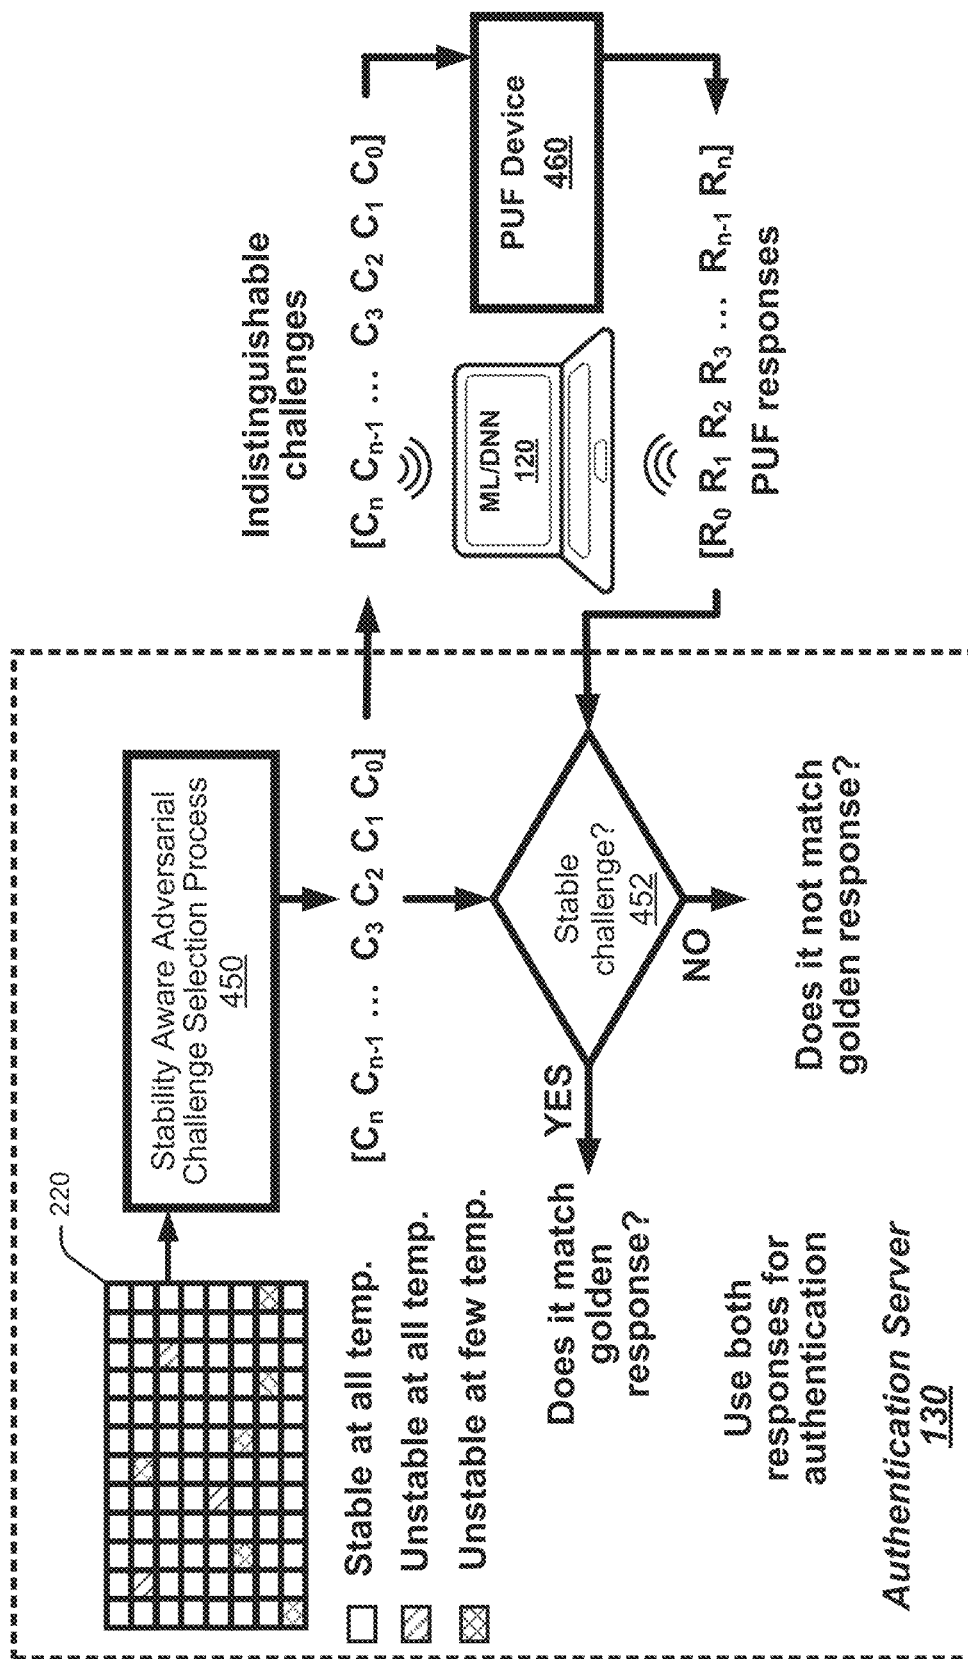 220
Stability Aware Adversarial
Challenge Selection Process
450
Stable at all temp.
Unstable at all temp.
Unstable at few temp.
[Cn Cn-1 ... C3 C2 C1 C0]
Stable
challenge?
452
YES
NO
Does it match
golden
response?
Does it not match
golden response?
Use both
responses for
authentication
Authentication Server
130
Indistinguishable
challenges
[Cn Cn-1 ... C3 C2 C1 C0]
ML/DNN
120
PUF Device
460
[R0 R1 R2 R3 ... Rn-1 Rn]
PUF responses